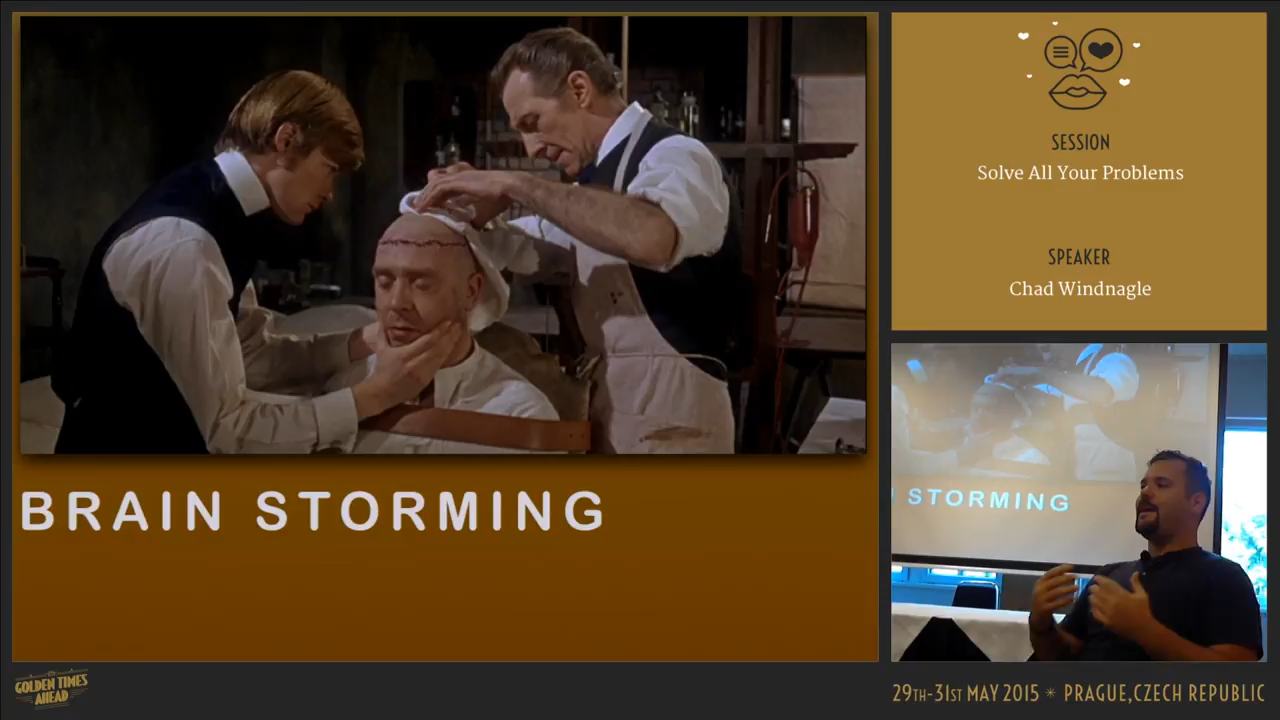 BRAIN STORMING
SESSION
Solve All Your Problems
SPEAKER
Chad Windnagle
STORMING
GOLDEN TIMES
AHEAD
29TH-31ST MAY 2015 * PRAGUE,CZECH REPUBLIC